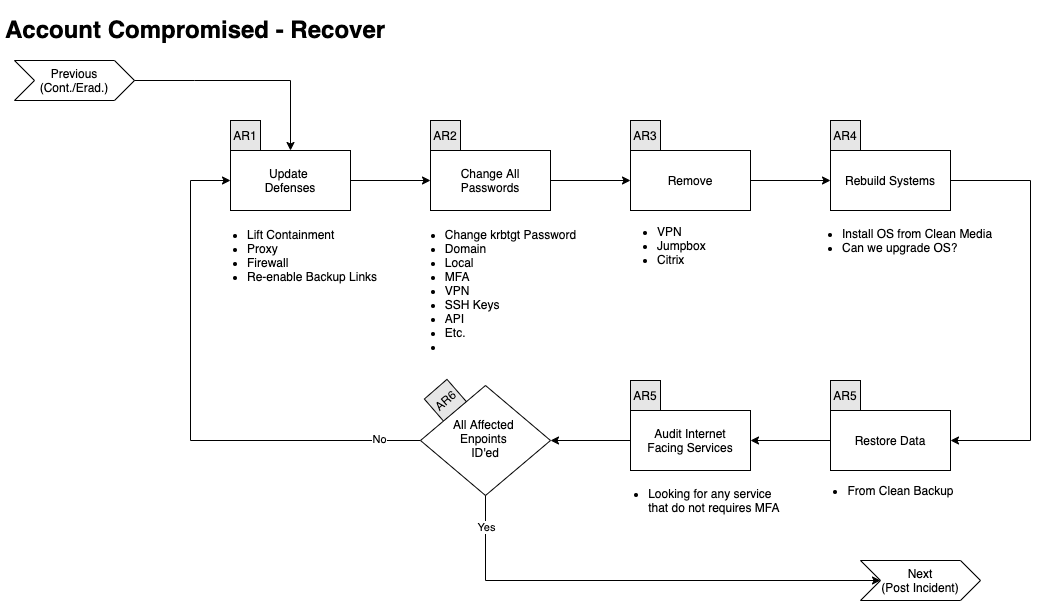 Account Compromised - Recover
Previous
(Cont./Erad.)
AR1
Update
Defenses
• Lift Containment
• Proxy
• Firewall
• Re-enable Backup Links
AR2
Change All
Passwords
• Change krbtgt Password
• Domain
• Local
• MFA
• VPN
• SSH Keys
• API
• Etc.
•
AR3
Remove
• VPN
• Jumpbox
• Citrix
AR4
Rebuild Systems
• Install OS from Clean Media
• Can we upgrade OS?
AR5
Restore Data
• From Clean Backup
AR5
Audit Internet
Facing Services
• Looking for any service
that do not requires MFA
AR6
All Affected
Enpoints
ID'ed
No
Yes
Next
(Post Incident)